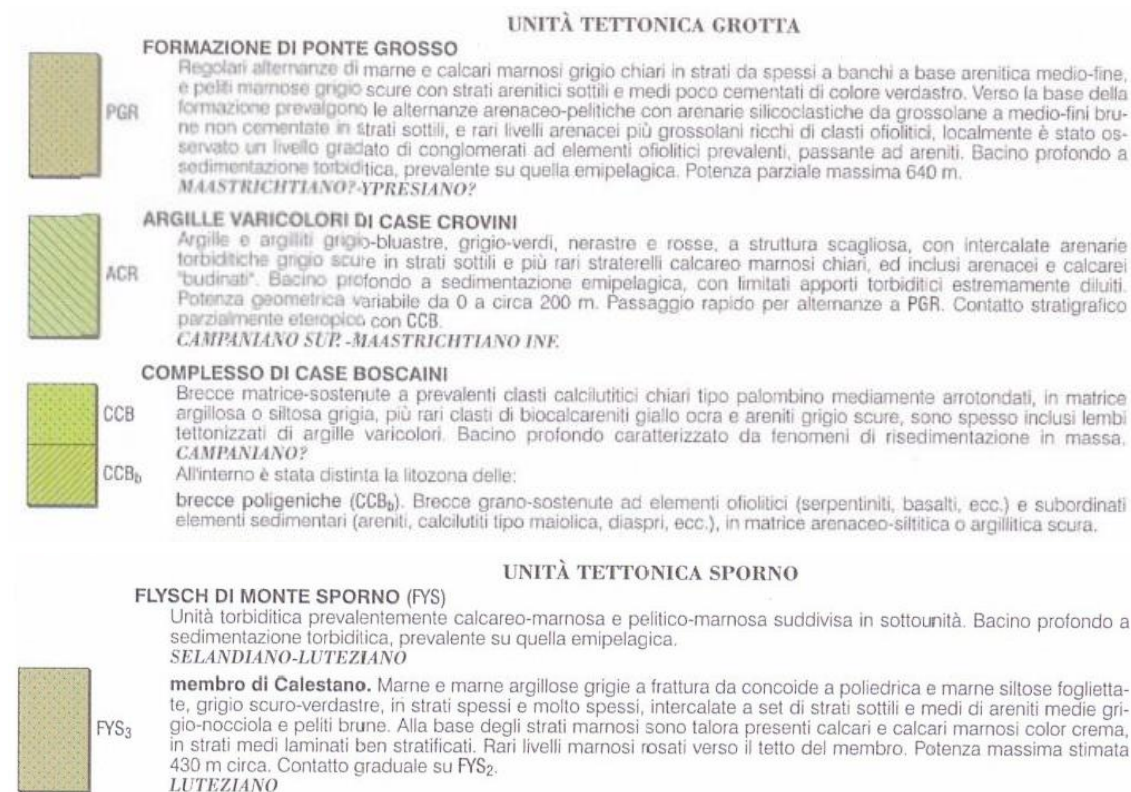 UNITÀ TETTONICA GROTTA
FORMAZIONE DI PONTE GROSSO
Regolari alternanze di marne e calcari marnosi grigio chiari in strati da spessi a banchi a base arenitica medio-fine,
e peliti marnose grigio scure con strati arenitici sottili e medi poco cementati di colore verdastro. Verso la base della
formazione prevalgono le alternanze arenaceo-pelitiche con arenarie silicoclastiche da grossolane a medio-fini bru-
ne non cementate in strati sottili, e rari livelli arenacei più grossolani ricchi di clasti ofiolitici, localmente è stato os-
servato un livello gradato di conglomerati ad elementi ofiolitici prevalenti, passante ad areniti. Bacino profondo a
sedimentazione torbiditica, prevalente su quella emipelagica. Potenza parziale massima 640 m.
MAASTRICHTIANO?-YPRESIANO?
PGR
ARGILLE VARICOLORI DI CASE CROVINI
Argille e argilliti grigio-bluastre, grigio-verdi, nerastre e rosse, a struttura scagliosa, con intercalate arenarie
torbiditiche grigio scure in strati sottili e più rari straterelli calcareo marnosi chiari, ed inclusi arenacei e calcarei
"budinati". Bacino profondo a sedimentazione emipelagica, con limitati apporti torbiditici estremamente diluiti.
Potenza geometrica variabile da 0 a circa 200 m. Passaggio rapido per alternanze a PGR. Contatto stratigrafico
parzialmente eteropico con CCB.
CAMPANIANO SUP. -MAASTRICHTIANO INF.
ACR
COMPLESSO DI CASE BOSCAINI
Brecce matrice-sostenute a prevalenti clasti calcilutitici chiari tipo palombino mediamente arrotondati, in matrice
argillosa o siltosa grigia, più rari clasti di biocalcareniti giallo ocra e areniti grigio scure, sono spesso inclusi lembi
tettonizzati di argille varicolori. Bacino profondo caratterizzato da fenomeni di risedimentazione in massa.
CAMPANIANO?
CCB
CCBb
All'interno è stata distinta la litozona delle:
brecce poligeniche (CCBb). Brecce grano-sostenute ad elementi ofiolitici (serpentiniti, basalti, ecc.) e subordinati
elementi sedimentari (areniti, calcilutiti tipo maiolica, diaspri, ecc.), in matrice arenaceo-siltitica o argillitica scura.
UNITÀ TETTONICA SPORNO
FLYSCH DI MONTE SPORNO (FYS)
Unità torbiditica prevalentemente calcareo-marnosa e pelitico-marnosa suddivisa in sottounità. Bacino profondo a
sedimentazione torbiditica, prevalente su quella emipelagica.
SELANDIANO-LUTEZIANO
membro di Calestano. Marne e marne argillose grigie a frattura da concoide a poliedrica e marne siltose foglietta-
te, grigio scuro-verdastre, in strati spessi e molto spessi, intercalate a set di strati sottili e medi di areniti medie gri-
gio-nocciola e peliti brune. Alla base degli strati marnosi sono talora presenti calcari e calcari marnosi color crema,
in strati medi laminati ben stratificati. Rari livelli marnosi rosati verso il tetto del membro. Potenza massima stimata
430 m circa. Contatto graduale su FYS2.
LUTEZIANO
FYS3